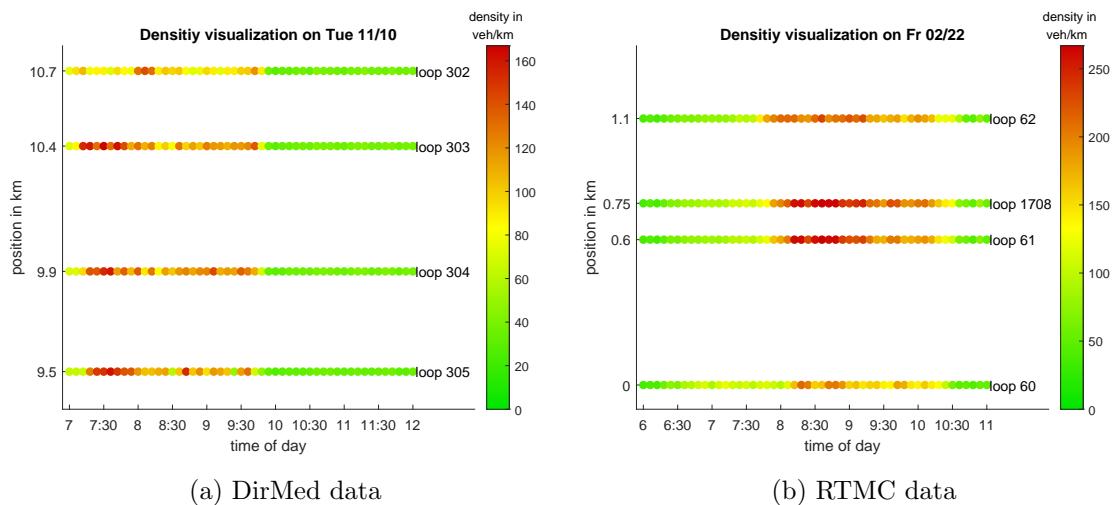 density in
veh/km
Densitiy visualization on Tue 11/10
160
140
120
100
80
60
40
20
0
10.7
10.4
9.9
9.5
position in km
loop 302
loop 303
loop 304
loop 305
7 7:30 8 8:30 9 9:30 10 10:30 11 11:30 12
time of day
(a) DirMed data
density in
veh/km
Densitiy visualization on Fr 02/22
250
200
150
100
50
0
1.1
0.75
0.6
0
position in km
loop 62
loop 1708
loop 61
loop 60
6 6:30 7 7:30 8 8:30 9 9:30 10 10:30 11
time of day
(b) RTMC data